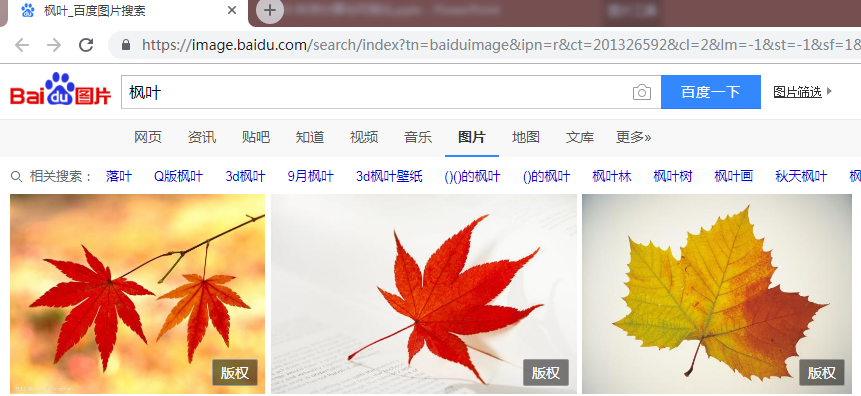 枫叶_百度图片搜索
https://image.baidu.com/search/index?tn=baiduimage&ipn=r&ct=201326592&cl=2&lm=-1&st=-1&sf=1&
Bai du 图片 枫叶 百度一下 图片筛选
网页 资讯 贴吧 知道 视频 音乐 图片 地图 文库 更多»
相关搜索： 落叶 Q版枫叶 3d枫叶 9月枫叶 3d枫叶壁纸 ()()的枫叶 ()的枫叶 枫叶林 枫叶树 枫叶画 秋天枫叶
版权 版权 版权